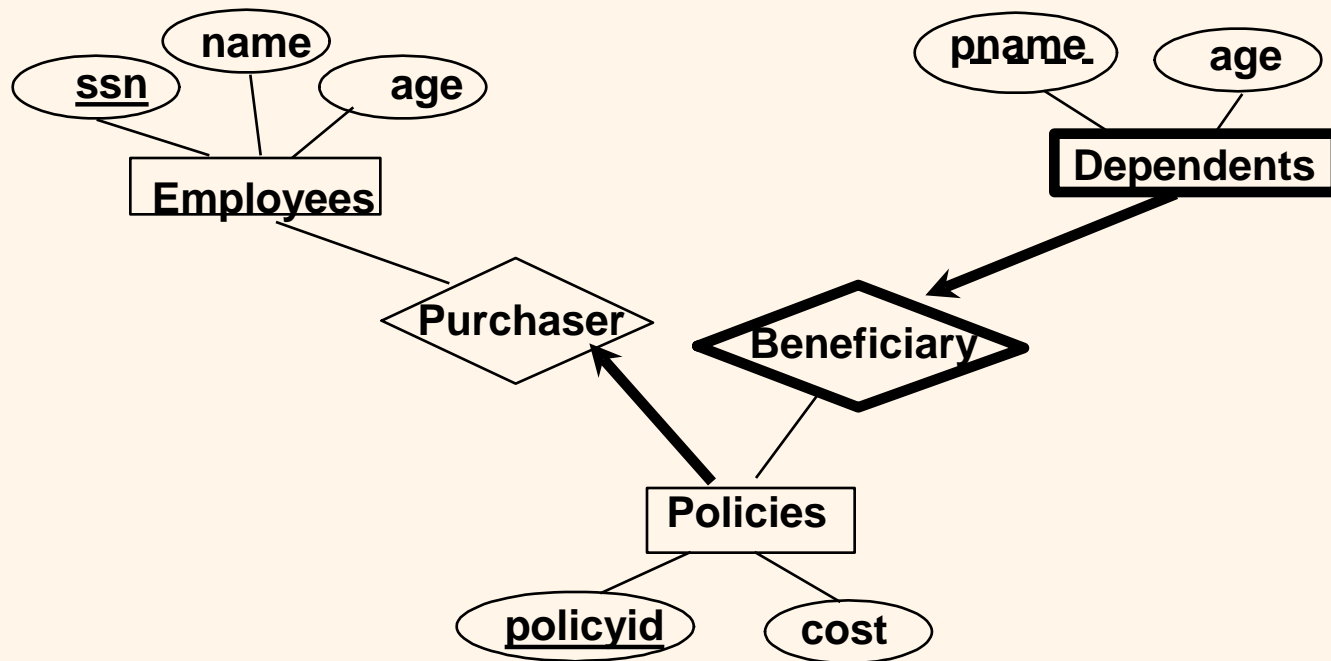 name
ssn
age
pname
age
Employees
Dependents
Purchaser
Beneficiary
Policies
policyid
cost